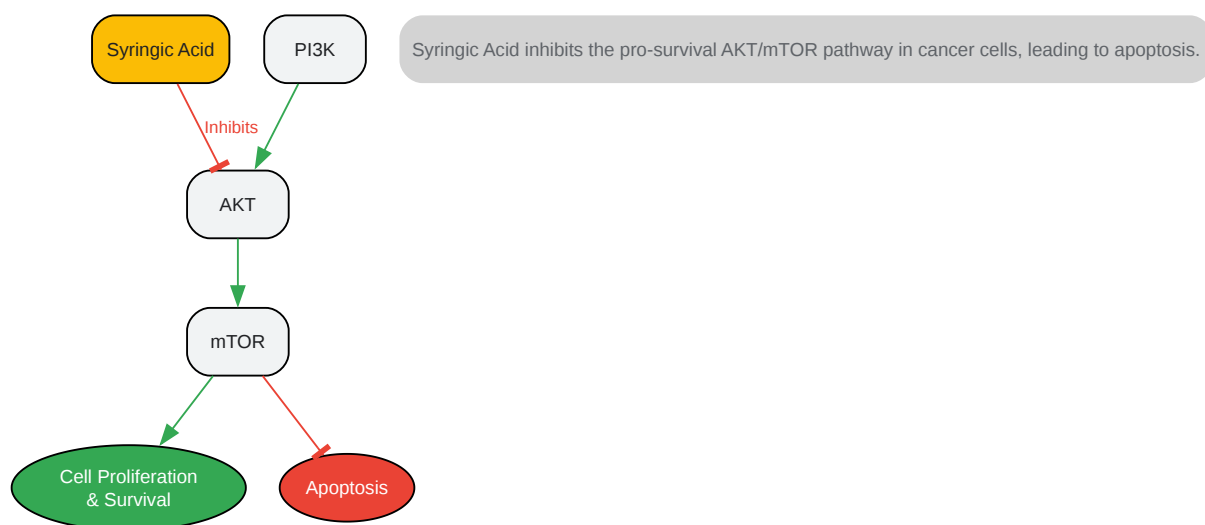 Syringic Acid
PI3K
Syringic Acid inhibits the pro-survival AKT/mTOR pathway in cancer cells, leading to apoptosis.
Inhibits
AKT
mTOR
Cell Proliferation
& Survival
Apoptosis